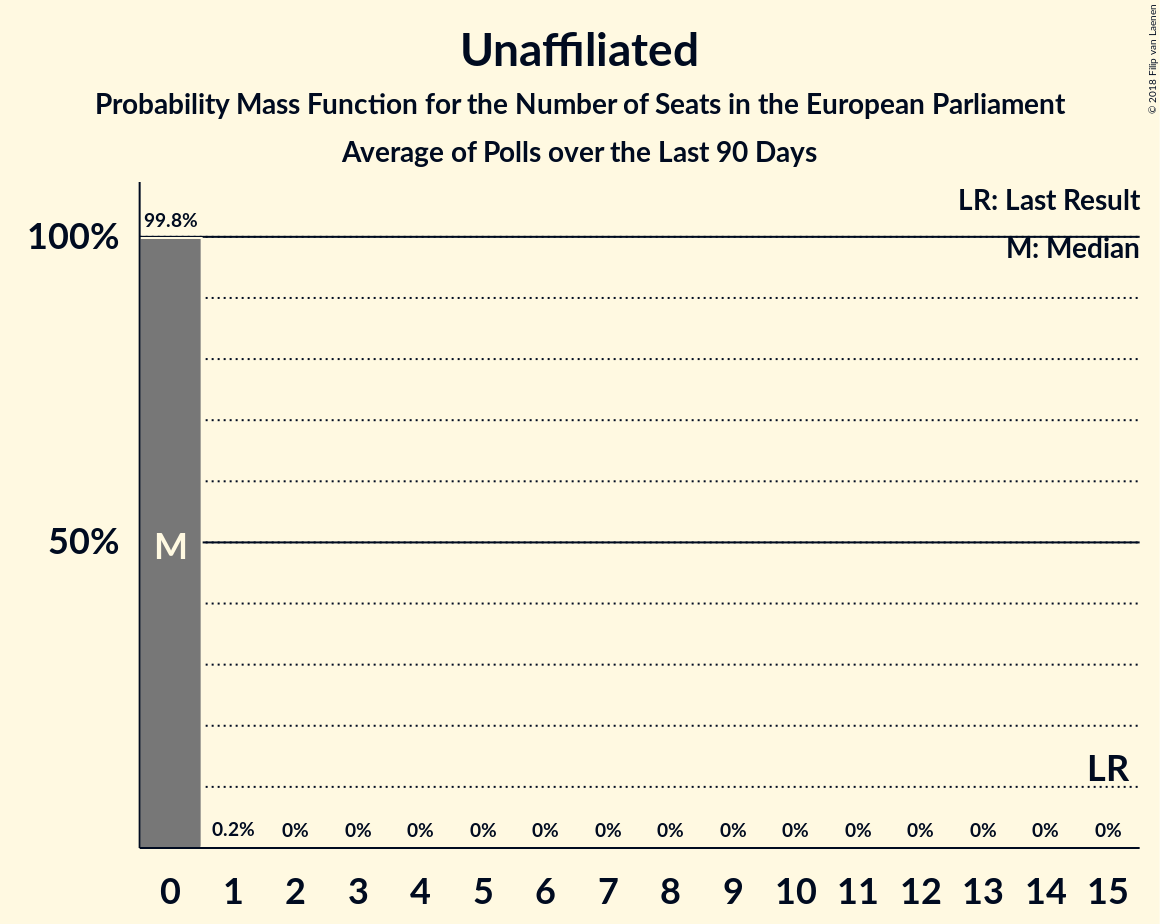 Unaffiliated
Probability Mass Function for the Number of Seats in the European Parliament
Average of Polls over the Last 90 Days
© 2018 Filip van Laenen
LR: Last Result
M: Median
99.8%
100%
50%
M
LR
0.2% 0% 0% 0% 0% 0% 0% 0% 0% 0% 0% 0% 0% 0% 0%
0 1 2 3 4 5 6 7 8 9 10 11 12 13 14 15